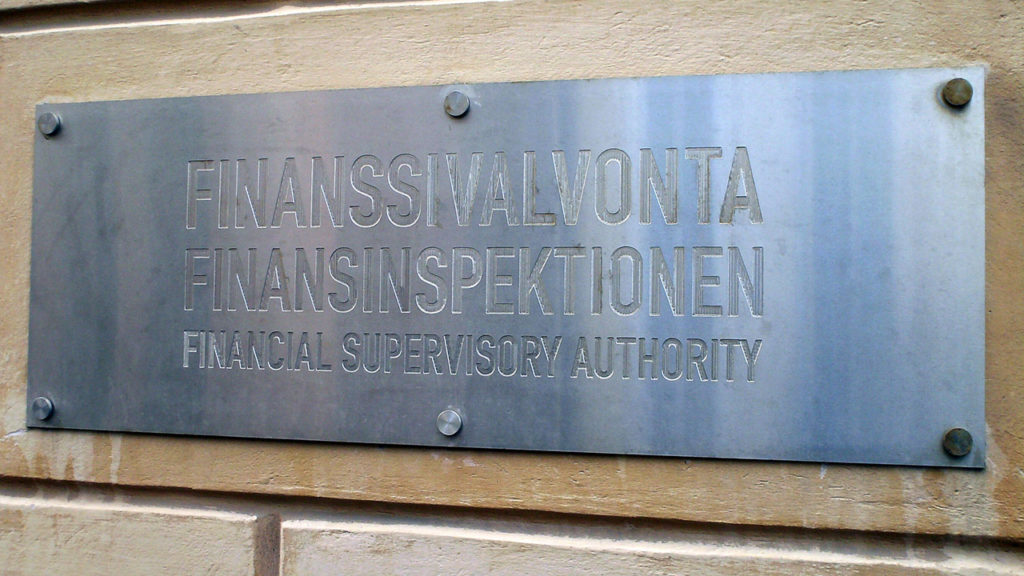 FINANSSIVALVONTA
FINANSINSPEKTIONEN
FINANCIAL SUPERVISORY AUTHORITY